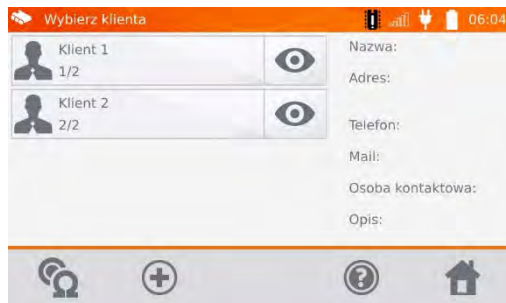 Wybierz klienta
06:04
Klient 1
1/2
Klient 2
2/2
Nazwa:
Adres:
Telefon:
Mail:
Osoba kontaktowa:
Opis: